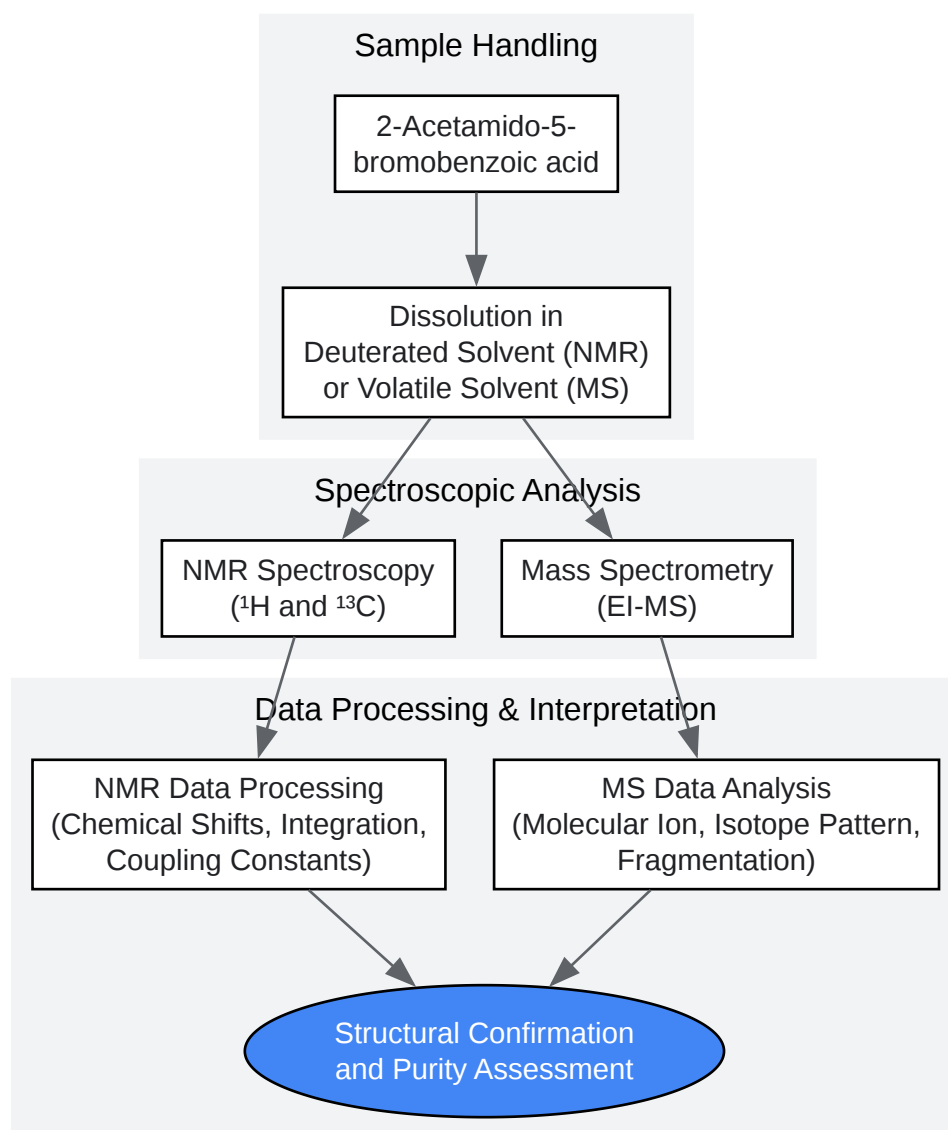 Sample Handling
2-Acetamido-5-
bromobenzoic acid
Dissolution in
Deuterated Solvent (NMR)
or Volatile Solvent (MS)
Spectroscopic Analysis
NMR Spectroscopy
(¹H and ¹³C)
Mass Spectrometry
(EI-MS)
Data Processing & Interpretation
NMR Data Processing
(Chemical Shifts, Integration,
Coupling Constants)
MS Data Analysis
(Molecular Ion, Isotope Pattern,
Fragmentation)
Structural Confirmation
and Purity Assessment